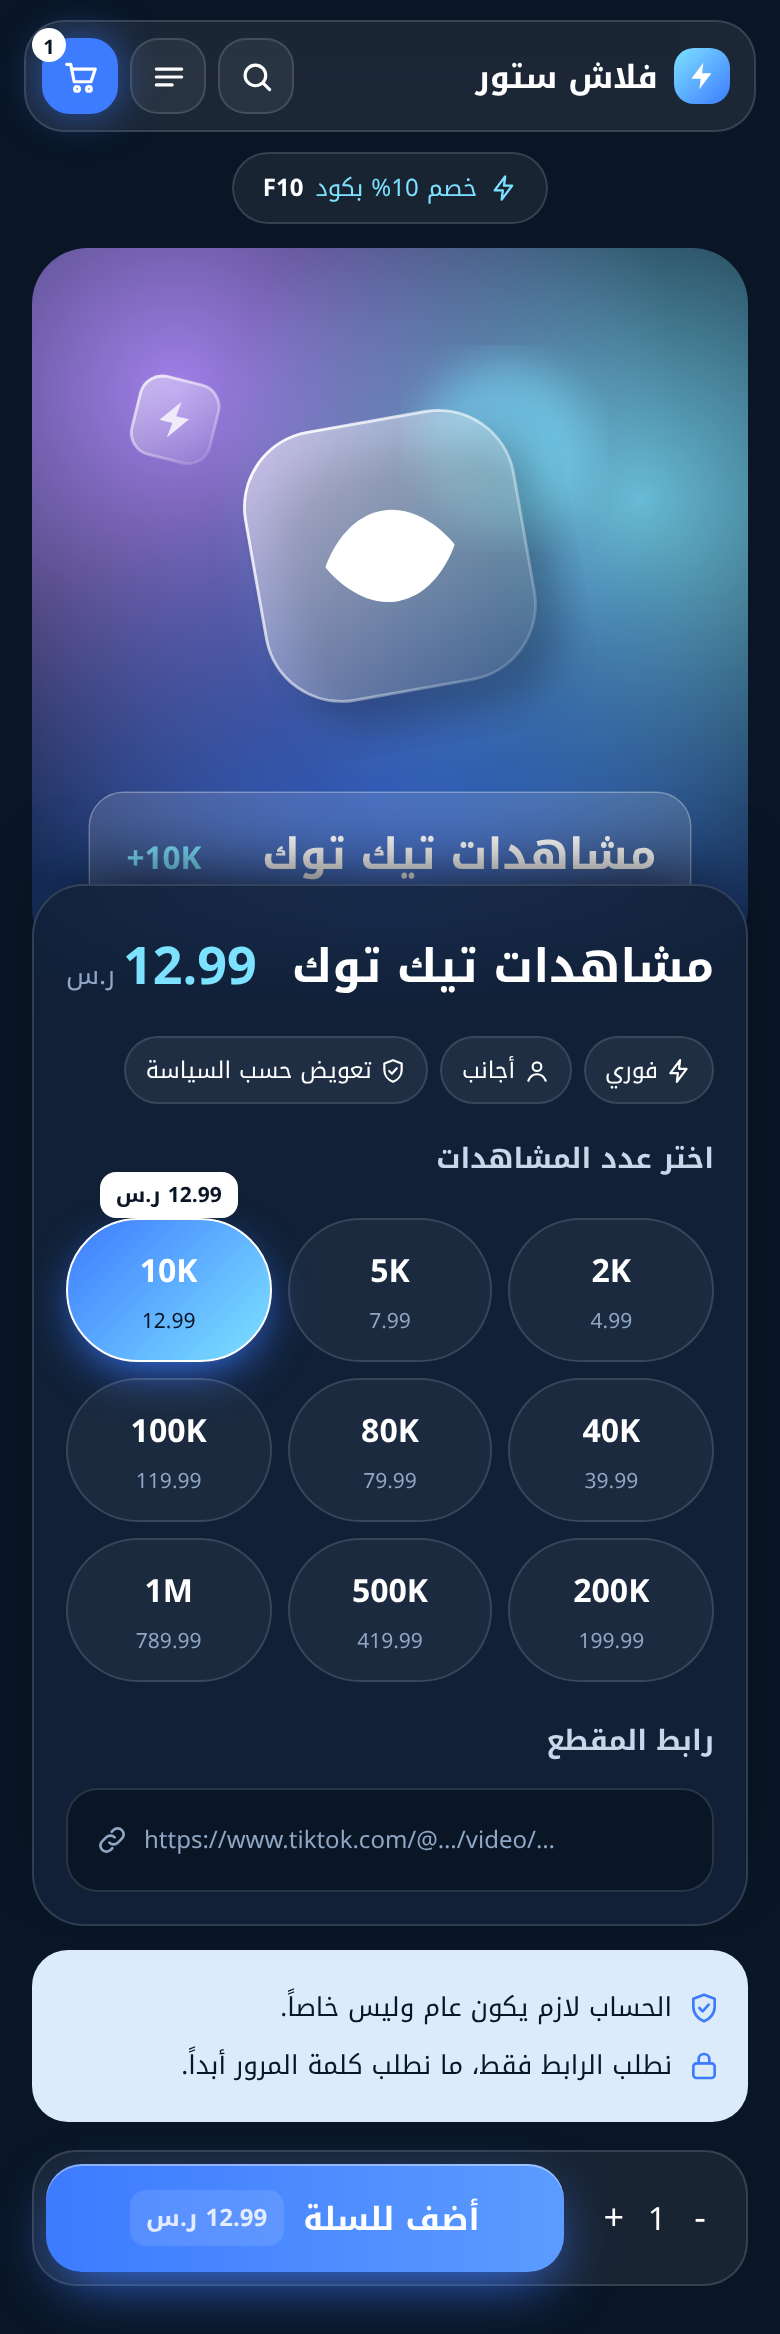 فلاش ستور
1
خصم 10% بكود F10
مشاهدات تيك توك +10K
مشاهدات تيك توك 12.99 ر.س
فوري أجانب تعويض حسب السياسة
اختر عدد المشاهدات
12.99 ر.س
2K 5K 10K
4.99 7.99 12.99
40K 80K 100K
39.99 79.99 119.99
200K 500K 1M
199.99 419.99 789.99
رابط المقطع
https://www.tiktok.com/@.../video/...
الحساب لازم يكون عام وليس خاصاً.
نطلب الرابط فقط، ما نطلب كلمة المرور أبداً.
- 1 + أضف للسلة 12.99 ر.س